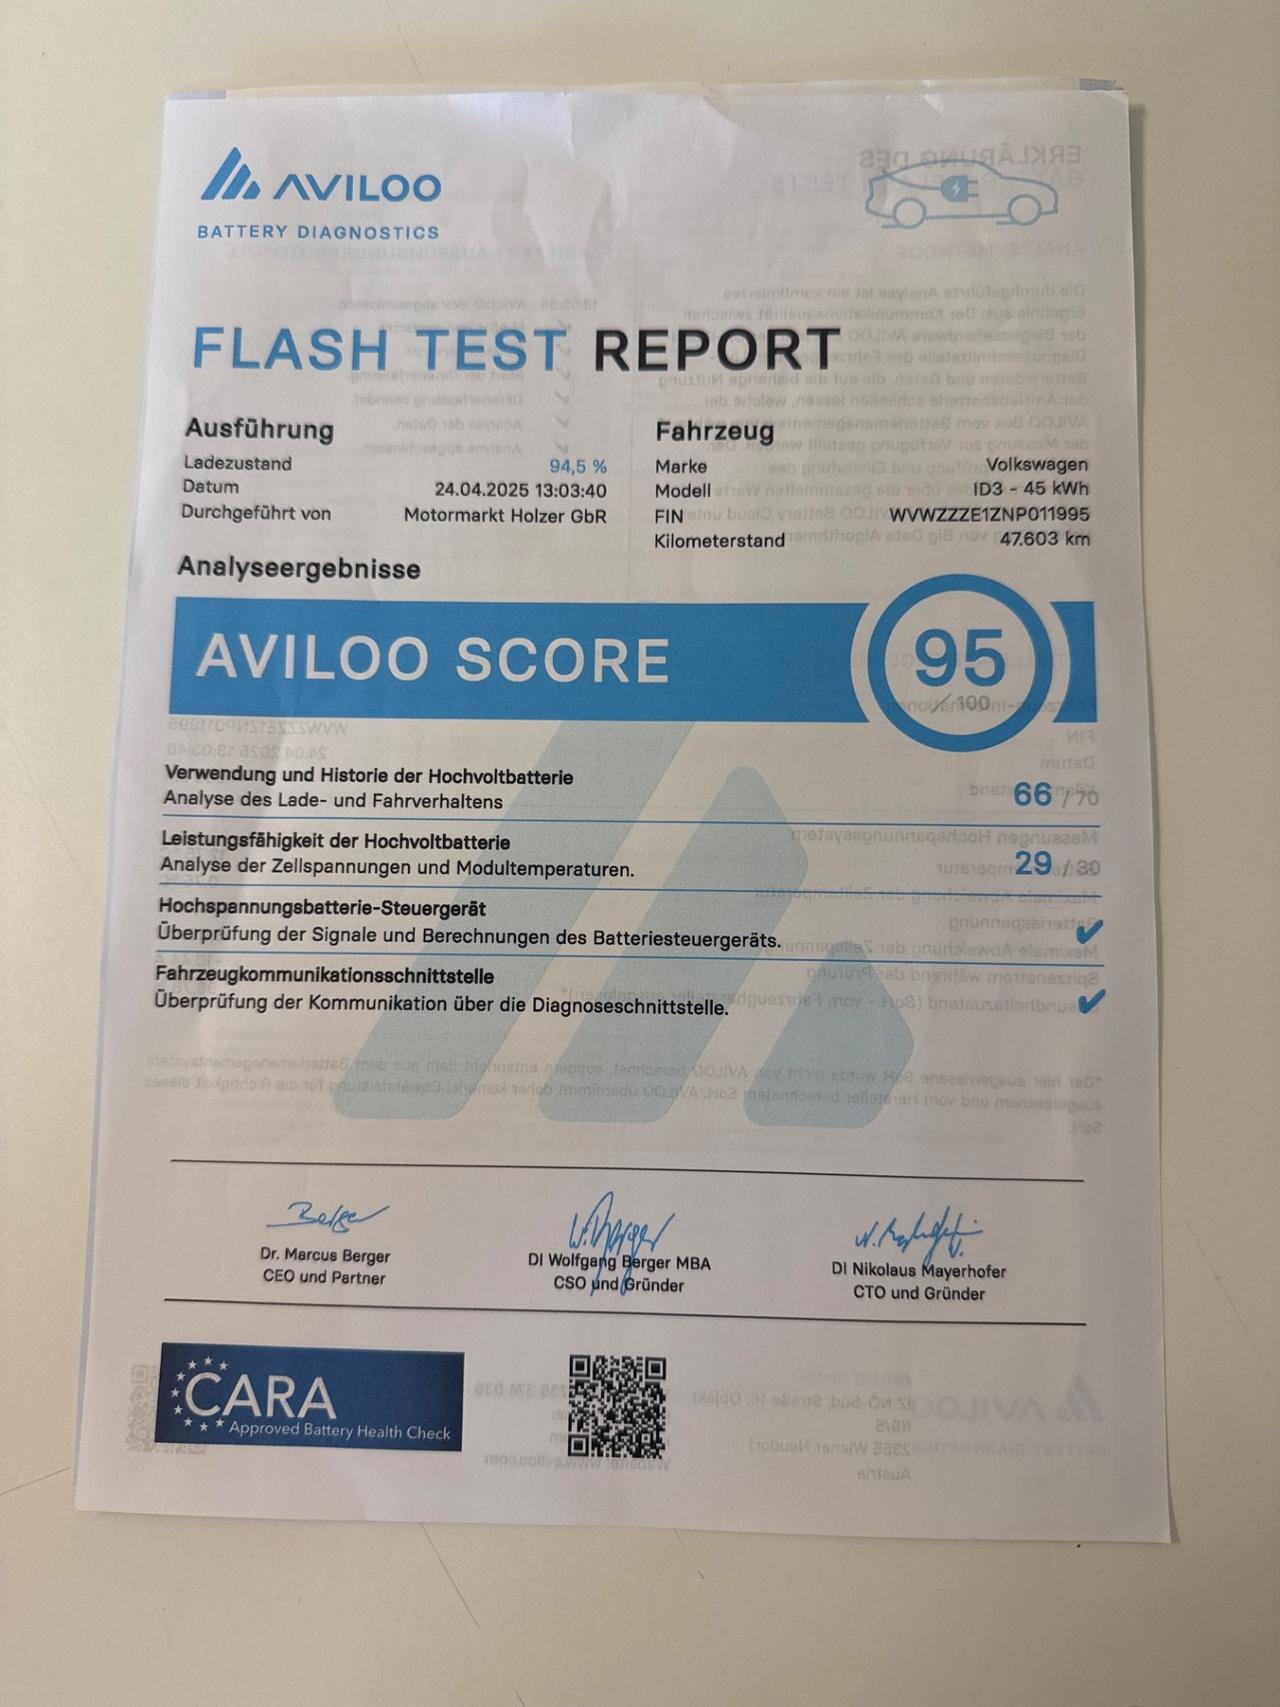 AVILOO
BATTERY DIAGNOSTICS
FLASH TEST REPORT
Ausführung
Ladezustand 94,5 %
Datum 24.04.2025 13:03:40
Durchgeführt von Motormarkt Holzer GbR
Fahrzeug
Marke Volkswagen
Modell ID3 - 45 kWh
FIN WVWZZZE1ZNP011995
Kilometerstand 47.603 km
Analyseergebnisse
AVILOO SCORE 95
/100
Verwendung und Historie der Hochvoltbatterie
Analyse des Lade- und Fahrverhaltens 66 / 70
Leistungsfähigkeit der Hochvoltbatterie
Analyse der Zellspannungen und Modultemperaturen. 29 / 30
Hochspannungsbatterie-Steuergerät
Überprüfung der Signale und Berechnungen des Batteriesteuergeräts. ✔
Fahrzeugkommunikationsschnittstelle
Überprüfung der Kommunikation über die Diagnoseschnittstelle. ✔
Berger
Dr. Marcus Berger
CEO und Partner
W. Berger
DI Wolfgang Berger MBA
CSO und Gründer
DI Nikolaus Mayerhofer
CTO und Gründer
CARA
Approved Battery Health Check